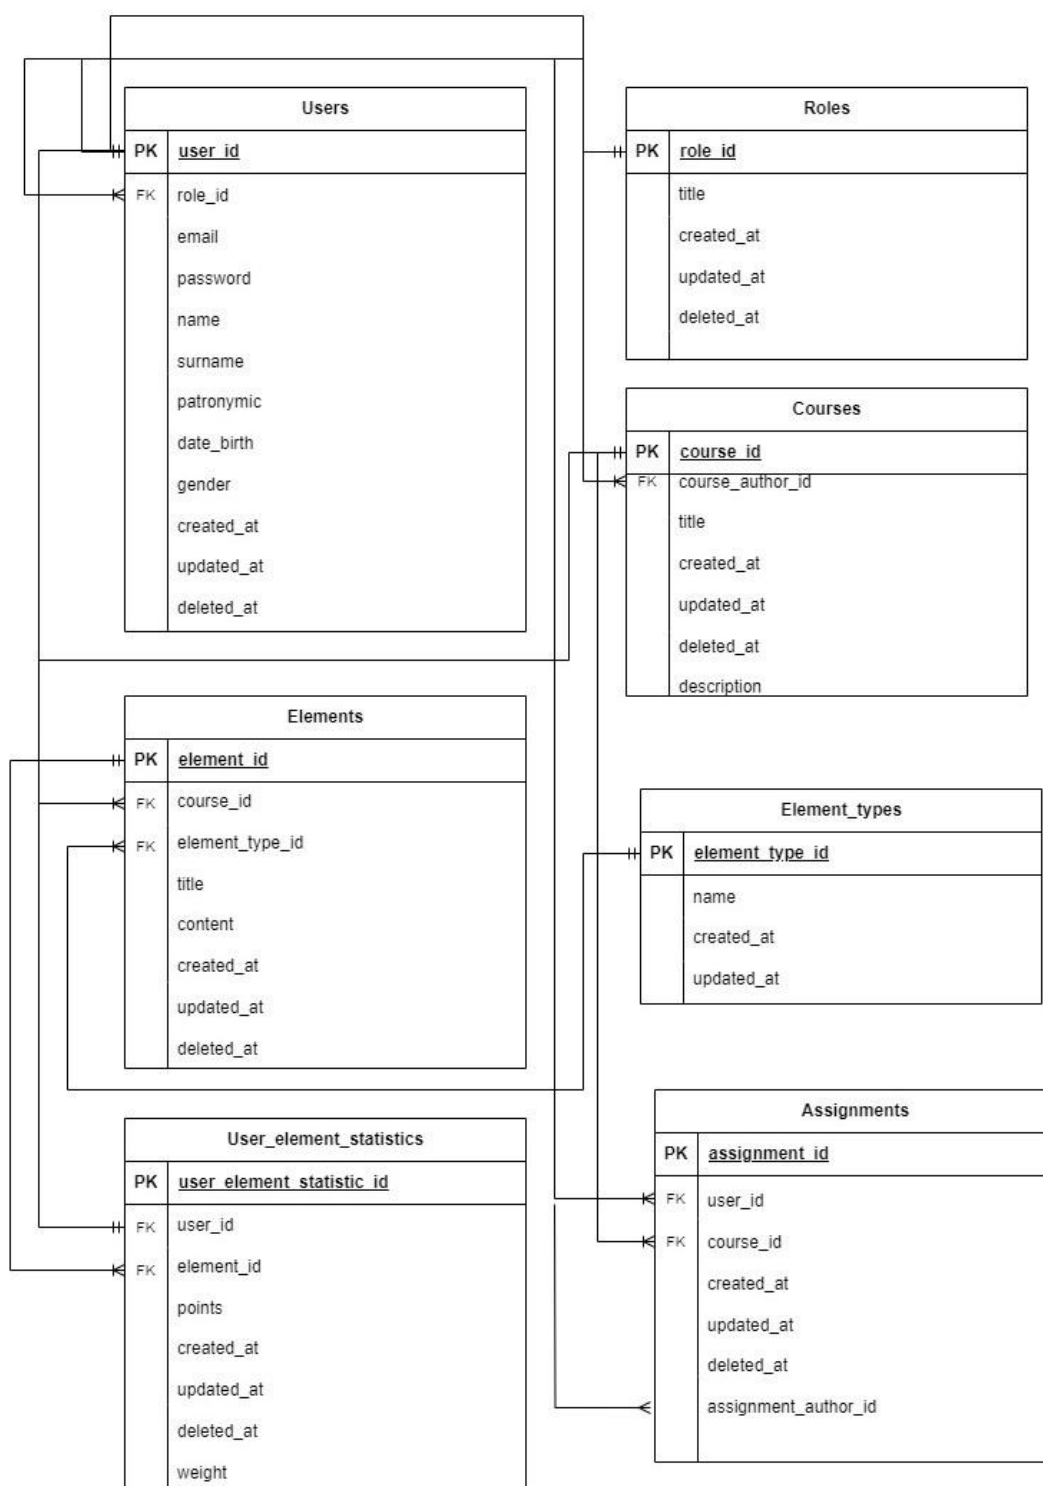 Users
PK user_id
FK role_id
email
password
name
surname
patronymic
date_birth
gender
created_at
updated_at
deleted_at
Roles
PK role_id
title
created_at
updated_at
deleted_at
Courses
PK course_id
FK course_author_id
title
created_at
updated_at
deleted_at
description
Elements
PK element_id
FK course_id
FK element_type_id
title
content
created_at
updated_at
deleted_at
Element_types
PK element_type_id
name
created_at
updated_at
User_element_statistics
PK user_element_statistic_id
FK user_id
FK element_id
points
created_at
updated_at
deleted_at
weight
Assignments
PK assignment_id
FK user_id
FK course_id
created_at
updated_at
deleted_at
assignment_author_id